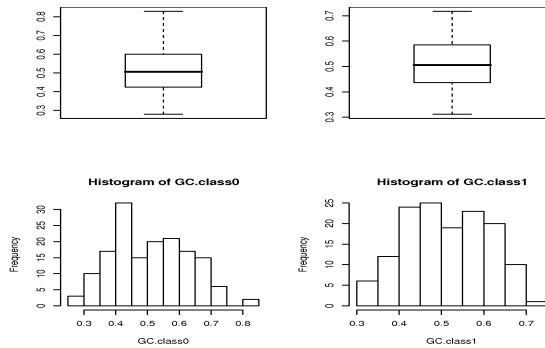 0.3 0.4 0.5 0.6 0.7 0.8
0.3 0.4 0.5 0.6 0.7
Histogram of GC.class0
Frequency
0 5 10 15 20 25 30
0.3 0.4 0.5 0.6 0.7 0.8
GC.class0
Histogram of GC.class1
Frequency
0 5 10 15 20 25
0.3 0.4 0.5 0.6 0.7
GC.class1